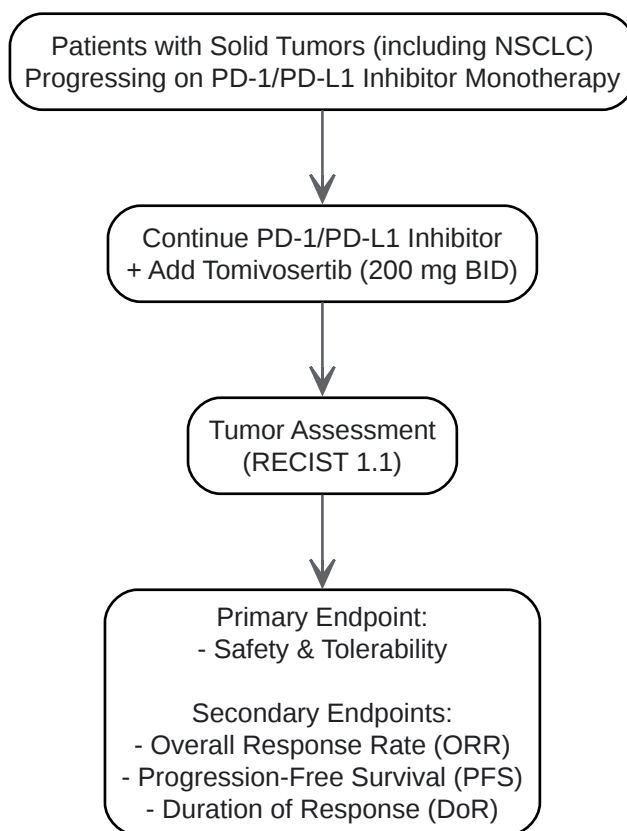 Patients with Solid Tumors (including NSCLC)
Progressing on PD-1/PD-L1 Inhibitor Monotherapy
Continue PD-1/PD-L1 Inhibitor
+ Add Tomivosertib (200 mg BID)
Tumor Assessment
(RECIST 1.1)
Primary Endpoint:
- Safety & Tolerability
Secondary Endpoints:
- Overall Response Rate (ORR)
- Progression-Free Survival (PFS)
- Duration of Response (DoR)